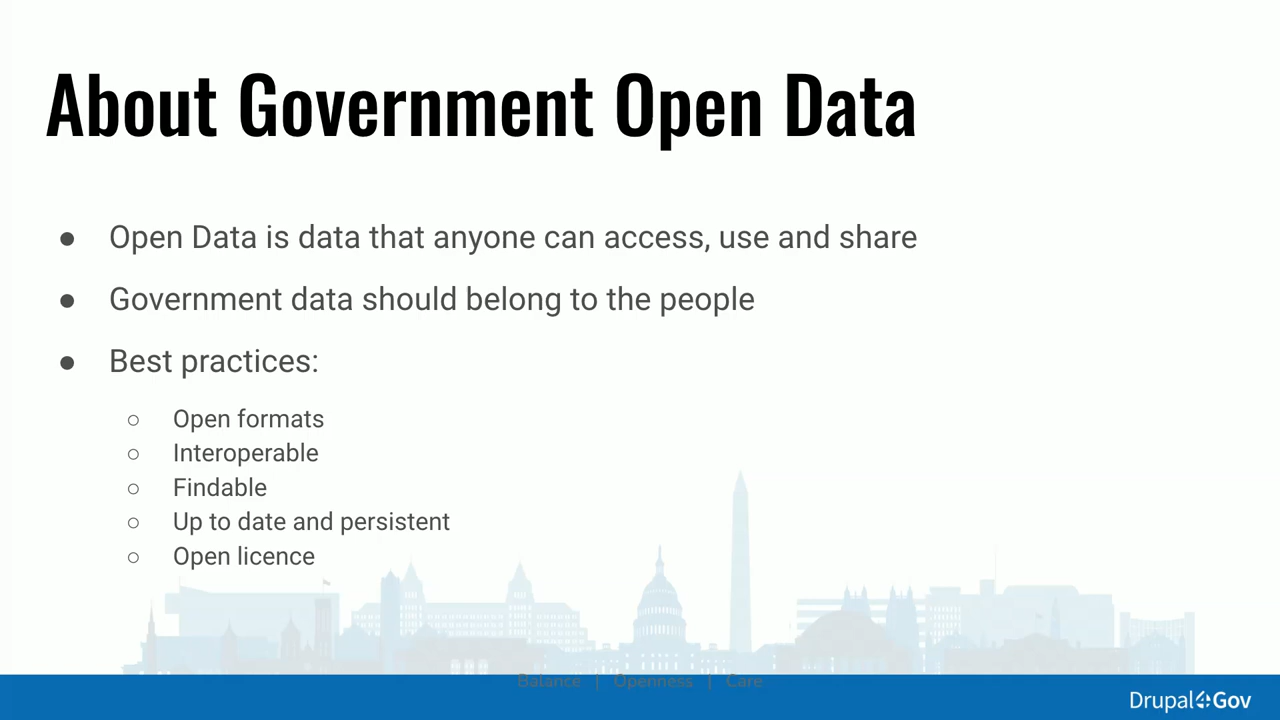 About Government Open Data
● Open Data is data that anyone can access, use and share
● Government data should belong to the people
● Best practices:
○ Open formats
○ Interoperable
○ Findable
○ Up to date and persistent
○ Open licence
Balance | Openness | Care
Drupal4Gov